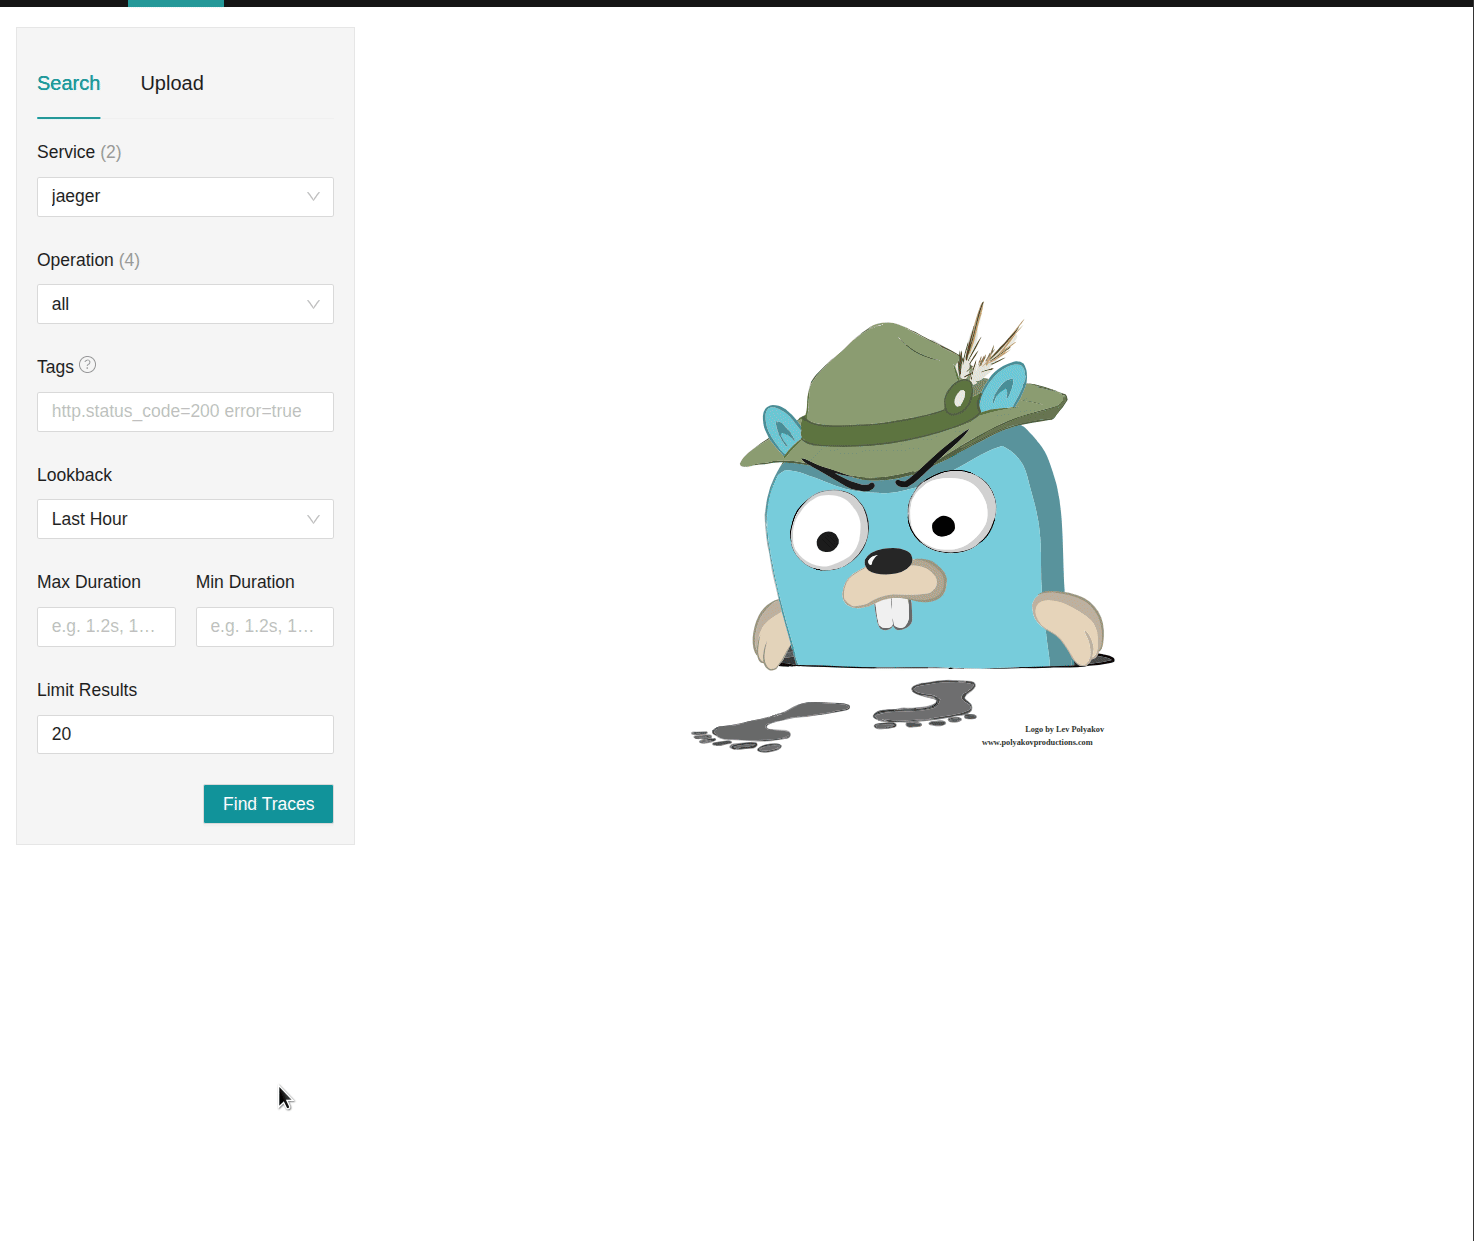 Search Upload
Service (2)
jaeger
Operation (4)
all
Tags ?
http.status_code=200 error=true
Lookback
Last Hour
Max Duration Min Duration
e.g. 1.2s, 1... e.g. 1.2s, 1...
Limit Results
20
Find Traces
Logo by Lev Polyakov
www.polyakovproductions.com